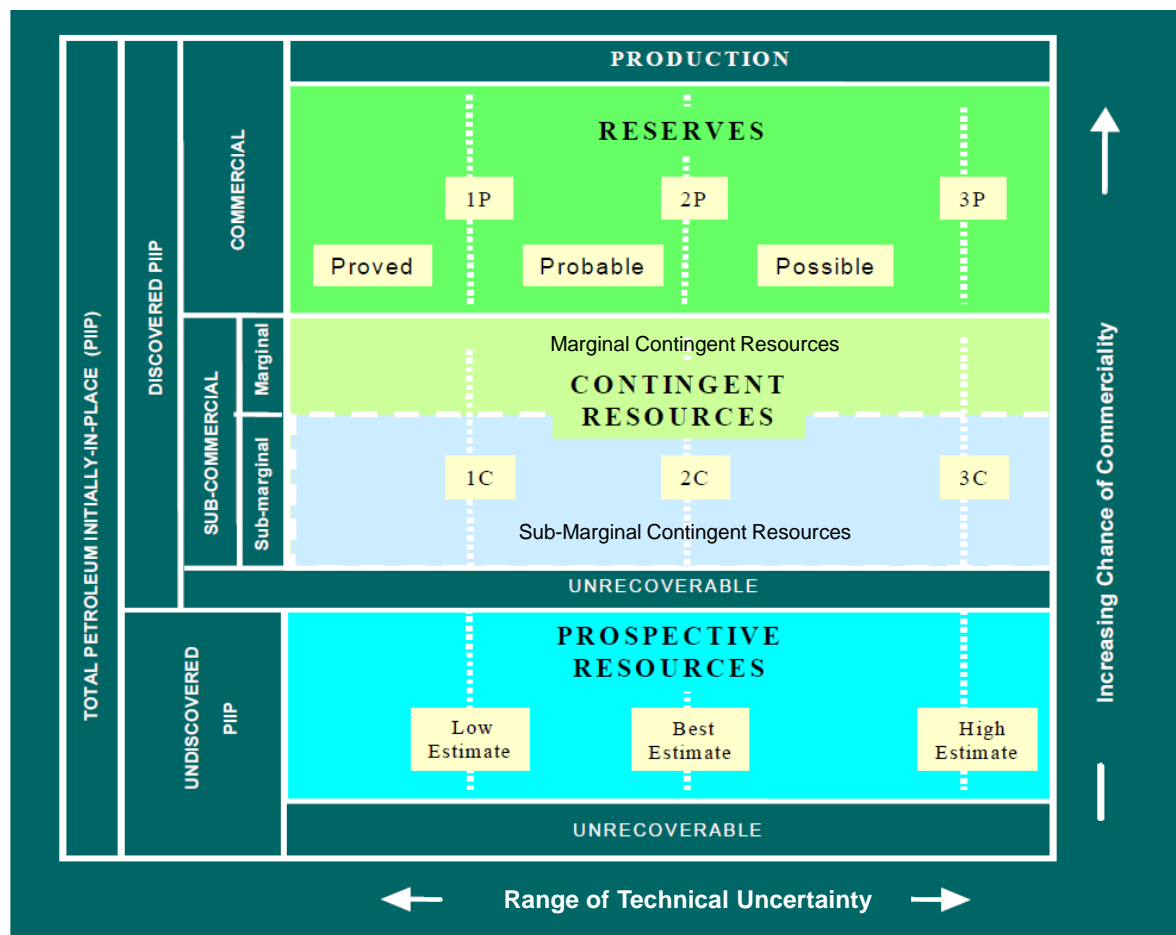 PRODUCTION
RESERVES
1P
2P
3P
Proved
Probable
Possible
Marginal Contingent Resources
CONTINGENT
RESOURCES
1C
2C
3C
Sub-Marginal Contingent Resources
UNRECOVERABLE
PROSPECTIVE
RESOURCES
Low
Estimate
Best
Estimate
High
Estimate
UNRECOVERABLE
TOTAL PETROLEUM INITIALLY-IN-PLACE (PIIP)
DISCOVERED PIIP
UNDISCOVERED
PIIP
COMMERCIAL
SUB-COMMERCIAL
Marginal
Sub-marginal
Increasing Chance of Commerciality
Range of Technical Uncertainty